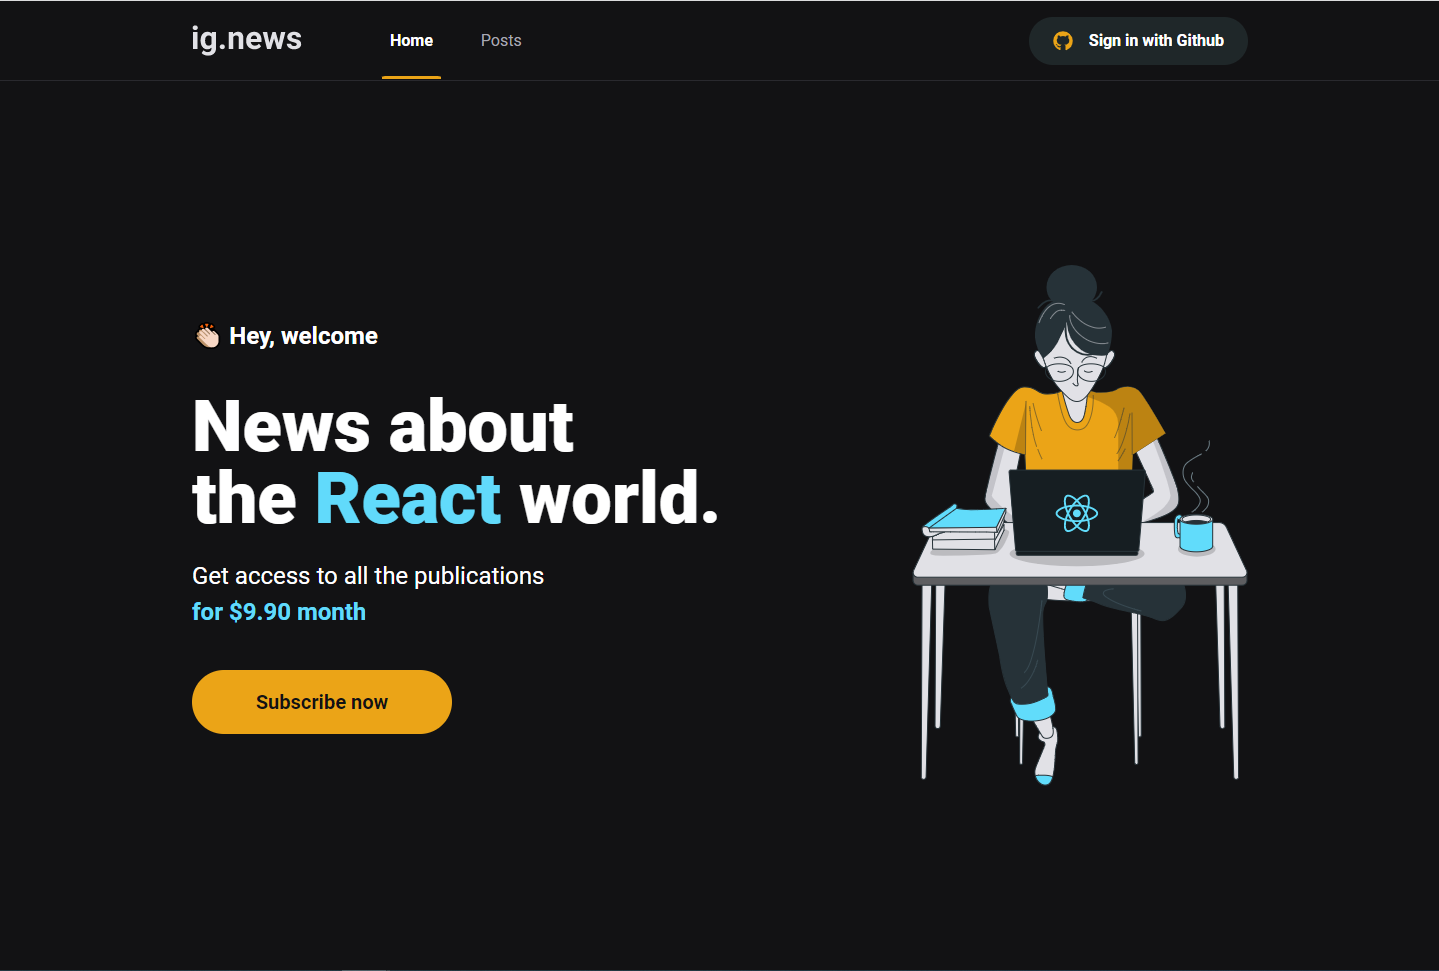 ig.news
Home
Posts
Sign in with Github
👏🏻 Hey, welcome
News about
the React world.
Get access to all the publications
for $9.90 month
Subscribe now